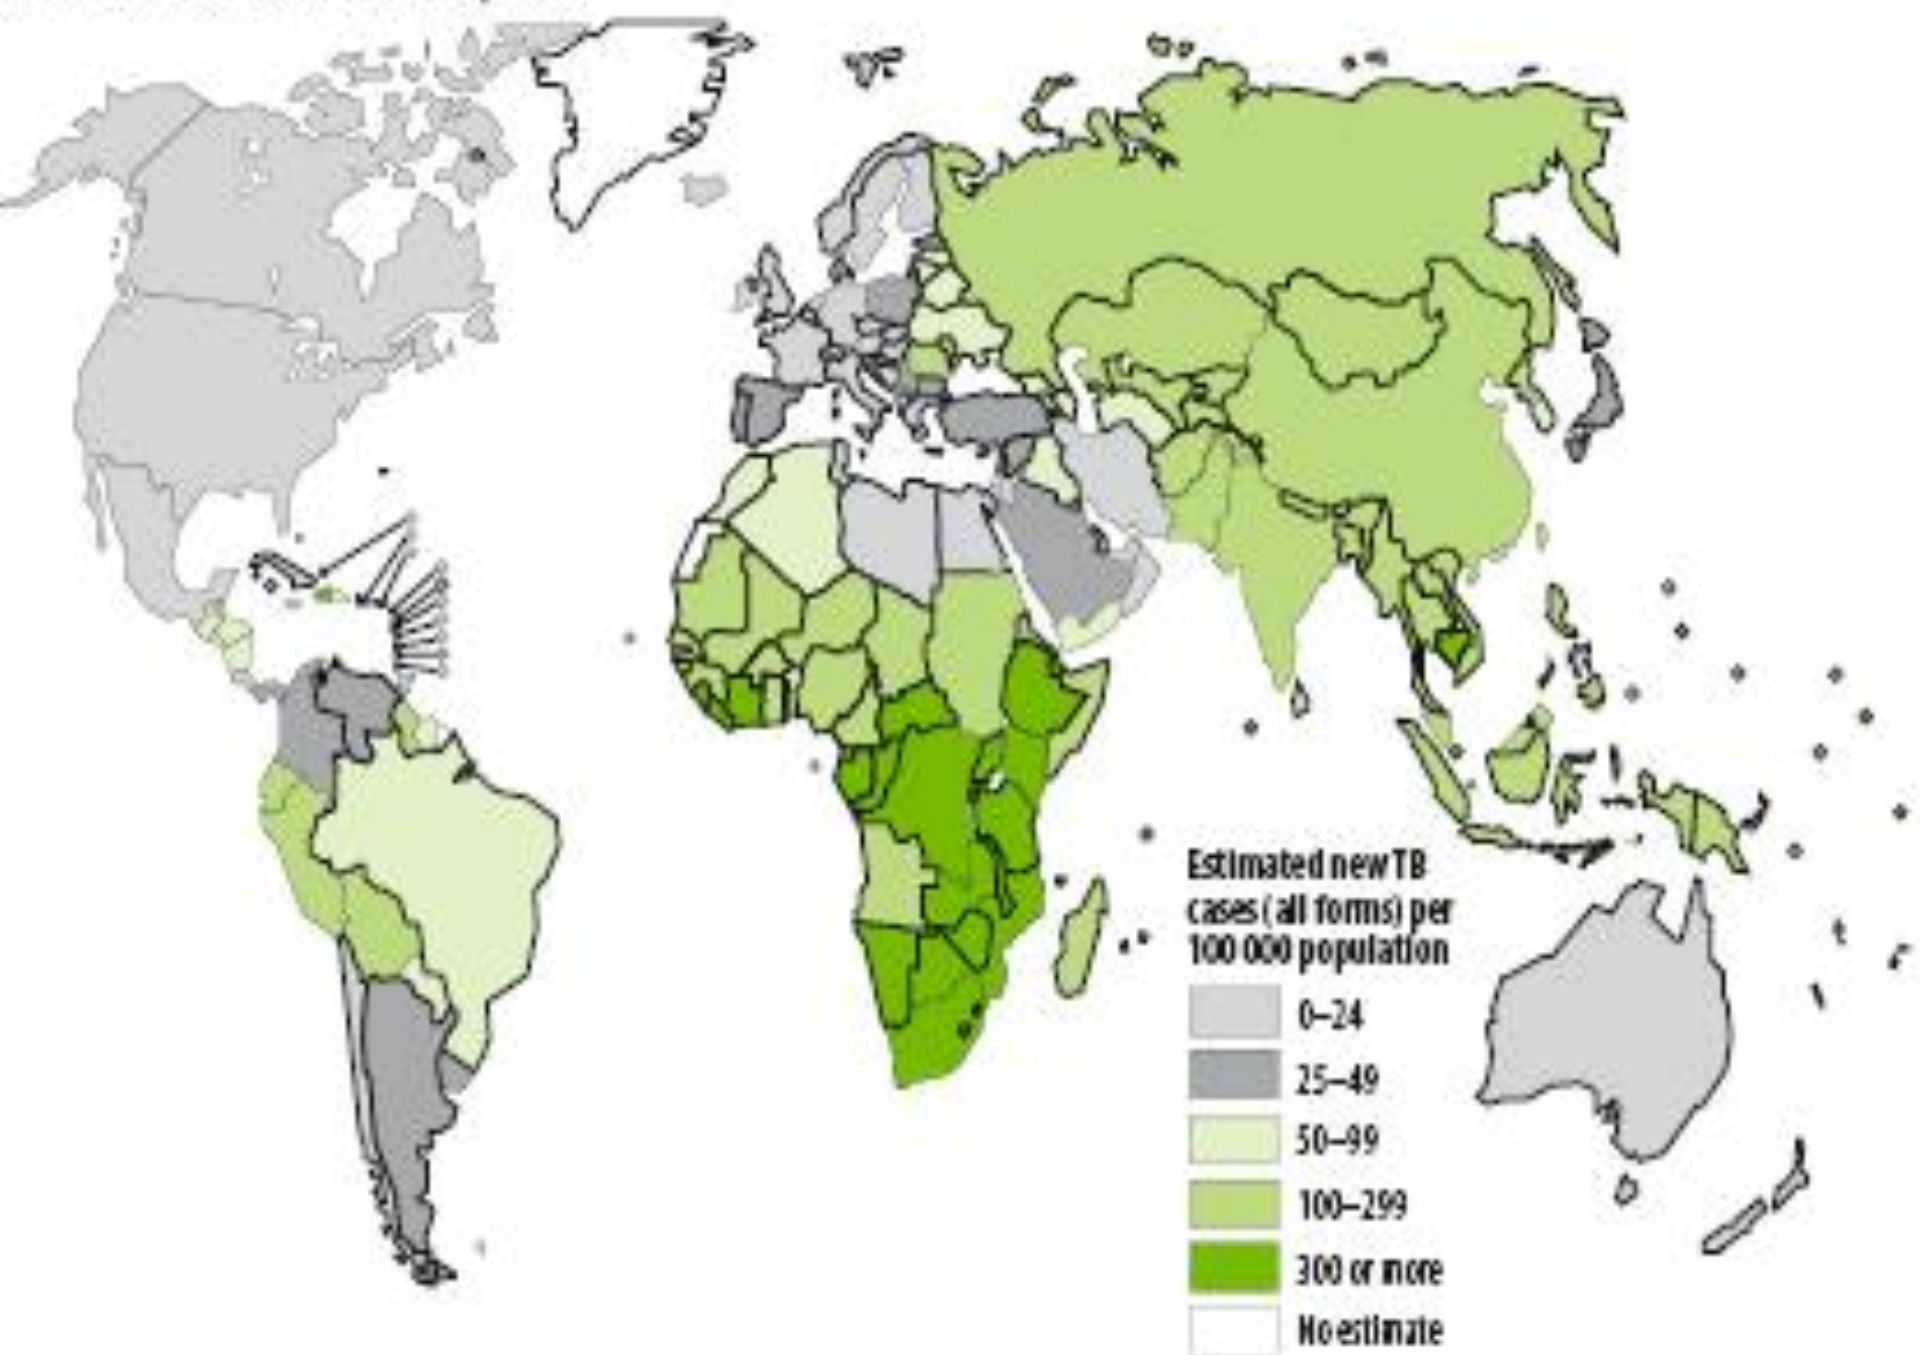 Estimated new TB
cases (all forms) per
100 000 population
0–24
25–49
50–99
100–299
300 or more
No estimate